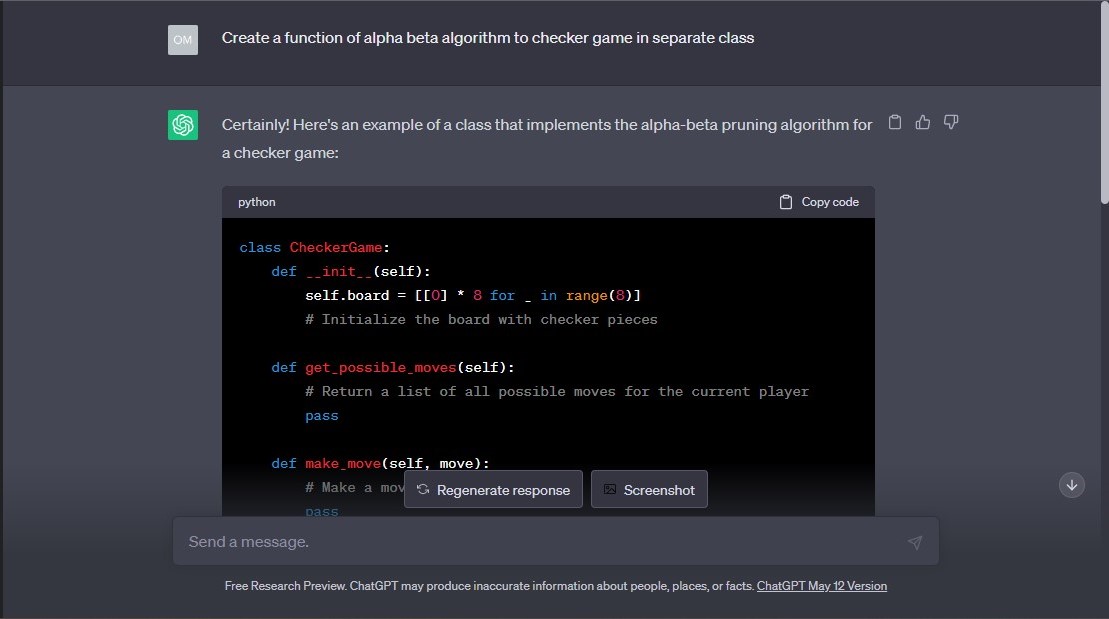 OM
Create a function of alpha beta algorithm to checker game in separate class
Certainly! Here's an example of a class that implements the alpha-beta pruning algorithm for
a checker game:
python
Copy code
class CheckerGame:
    def __init__(self):
        self.board = [[0] * 8 for _ in range(8)]
        # Initialize the board with checker pieces
    def get_possible_moves(self):
        # Return a list of all possible moves for the current player
        pass
    def make_move(self, move):
        # Make a mov
        pass
Regenerate response
Screenshot
Send a message.
Free Research Preview. ChatGPT may produce inaccurate information about people, places, or facts. ChatGPT May 12 Version